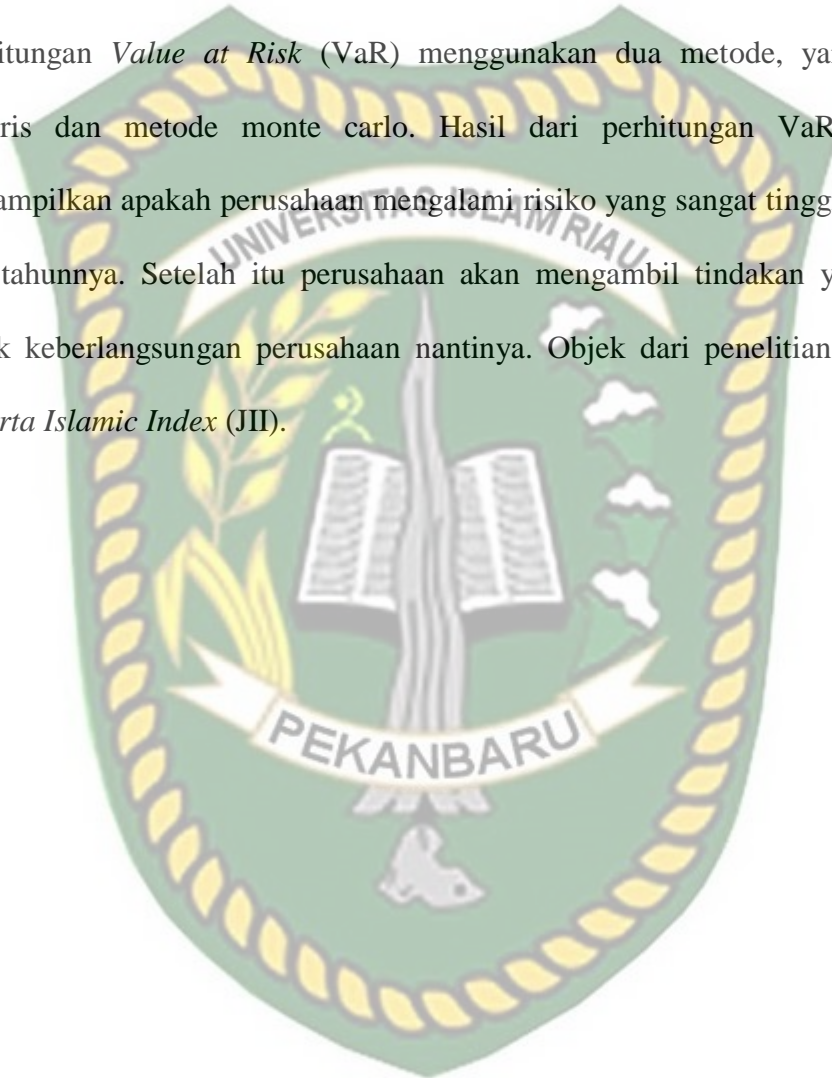 itungan Value at Risk (VaR) menggunakan dua metode, ya
ris dan metode monte carlo. Hasil dari perhitungan VaR
ampilkan apakah perusahaan mengalami risiko yang sangat tingg
tahunnya. Setelah itu perusahaan akan mengambil tindakan y
k keberlangsungan perusahaan nantinya. Objek dari penelitian
rta Islamic Index (JII).
UNIVERSITAS ISLAM RIAU
PEKANBARU